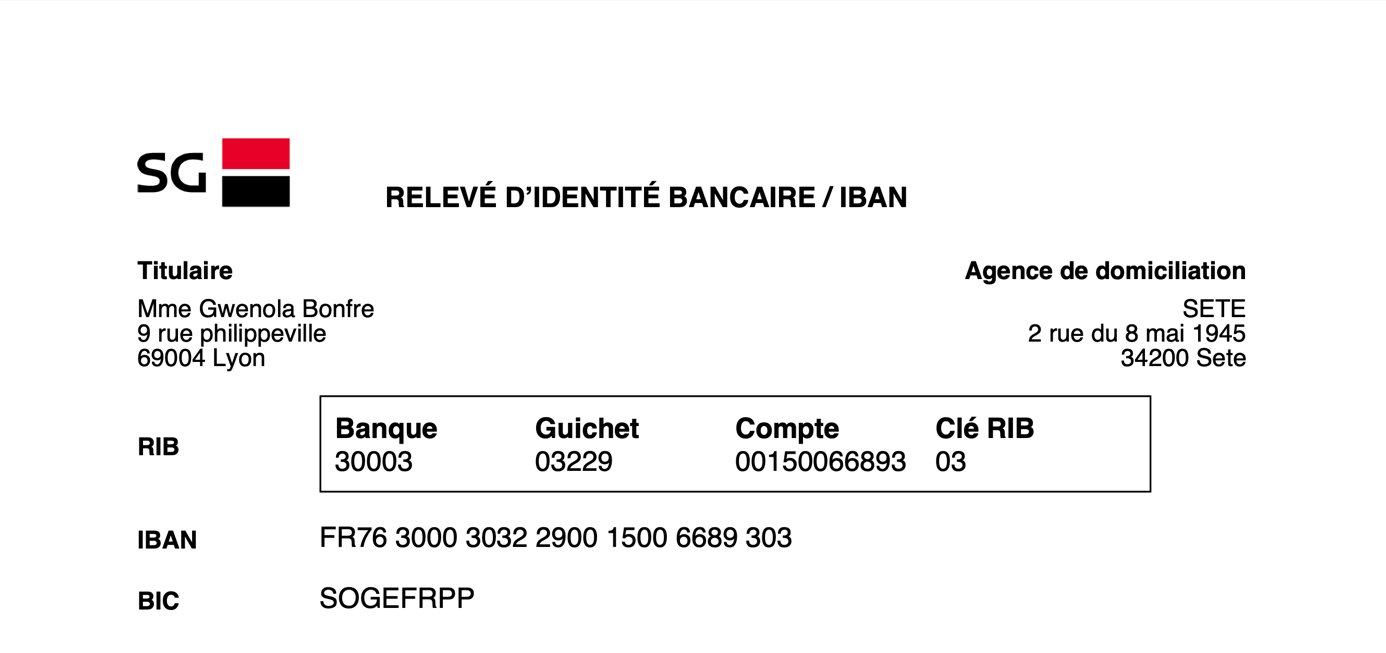 SG
RELEVÉ D’IDENTITÉ BANCAIRE / IBAN
Titulaire
Mme Gwenola Bonfre
9 rue philippeville
69004 Lyon
Agence de domiciliation
SETE
2 rue du 8 mai 1945
34200 Sete
RIB
Banque Guichet Compte Clé RIB
30003 03229 00150066893 03
IBAN FR76 3000 3032 2900 1500 6689 303
BIC SOGEFRPP